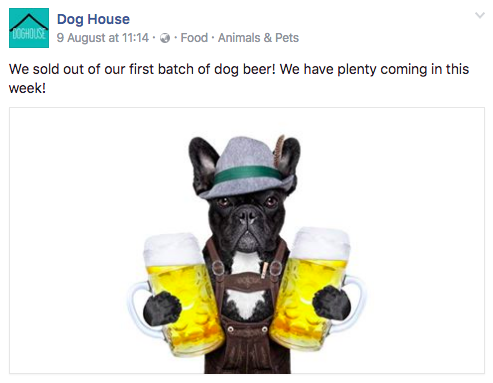 DOGHOUSE
Dog House
9 August at 11:14 · Food · Animals & Pets
We sold out of our first batch of dog beer! We have plenty coming in this
week!